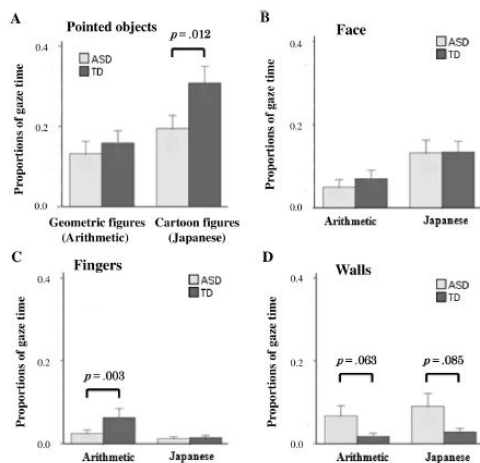 A
Pointed objects
p = .012
ASD
TD
Proportions of gaze time
0.4
0.2
0.0
Geometric figures
(Arithmetic)
Cartoon figures
(Japanese)
B
Face
ASD
TD
Proportions of gaze time
0.4
0.2
0.0
Arithmetic
Japanese
C
Fingers
ASD
TD
p = .003
Proportions of gaze time
0.4
0.2
0.0
Arithmetic
Japanese
D
Walls
ASD
TD
p = .063
p = .085
Proportions of gaze time
0.4
0.2
0.0
Arithmetic
Japanese